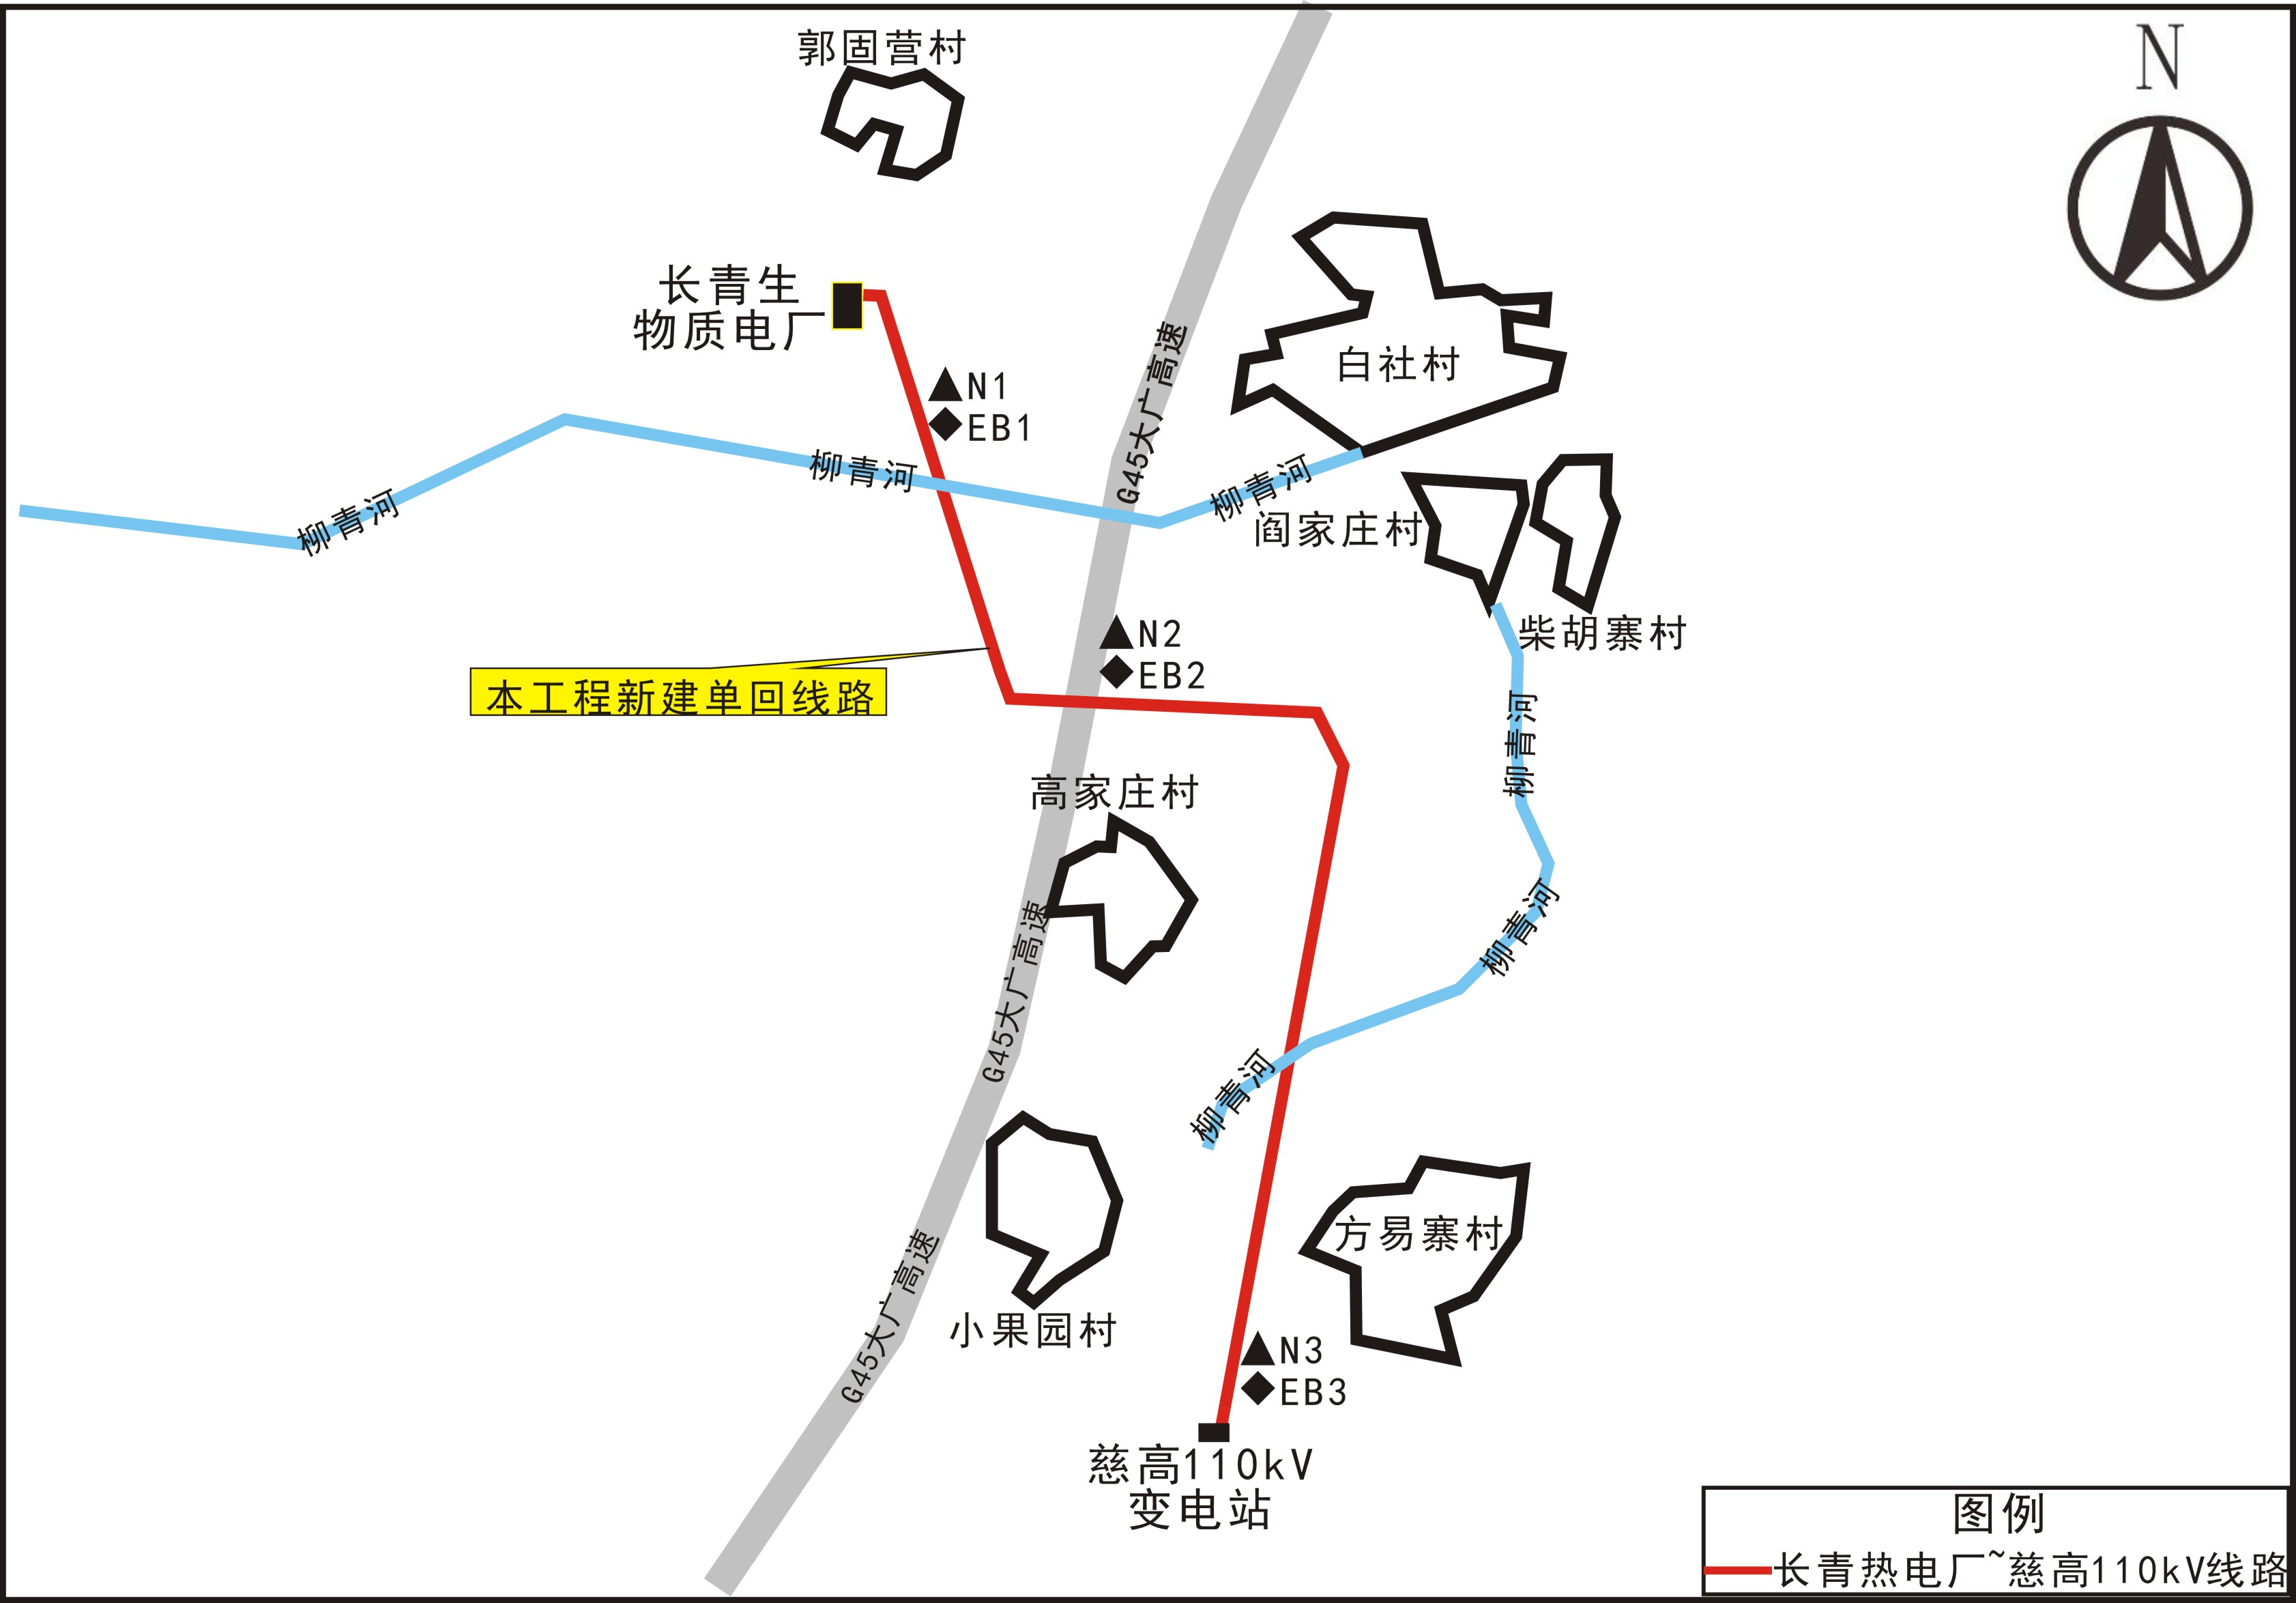 郭固营村
N
长青生
物质电厂
N1
EB1
G45大广高速
白社村
柳青河
柳青河
柳青河
阎家庄村
柴胡寨村
N2
EB2
本工程新建单回线路
柳青河
高家庄村
柳青河
G45大广高速
柳青河
方易寨村
G45大广高速
小果园村
N3
EB3
慈高110kV
变电站
图例
长青热电厂~慈高110kV线路